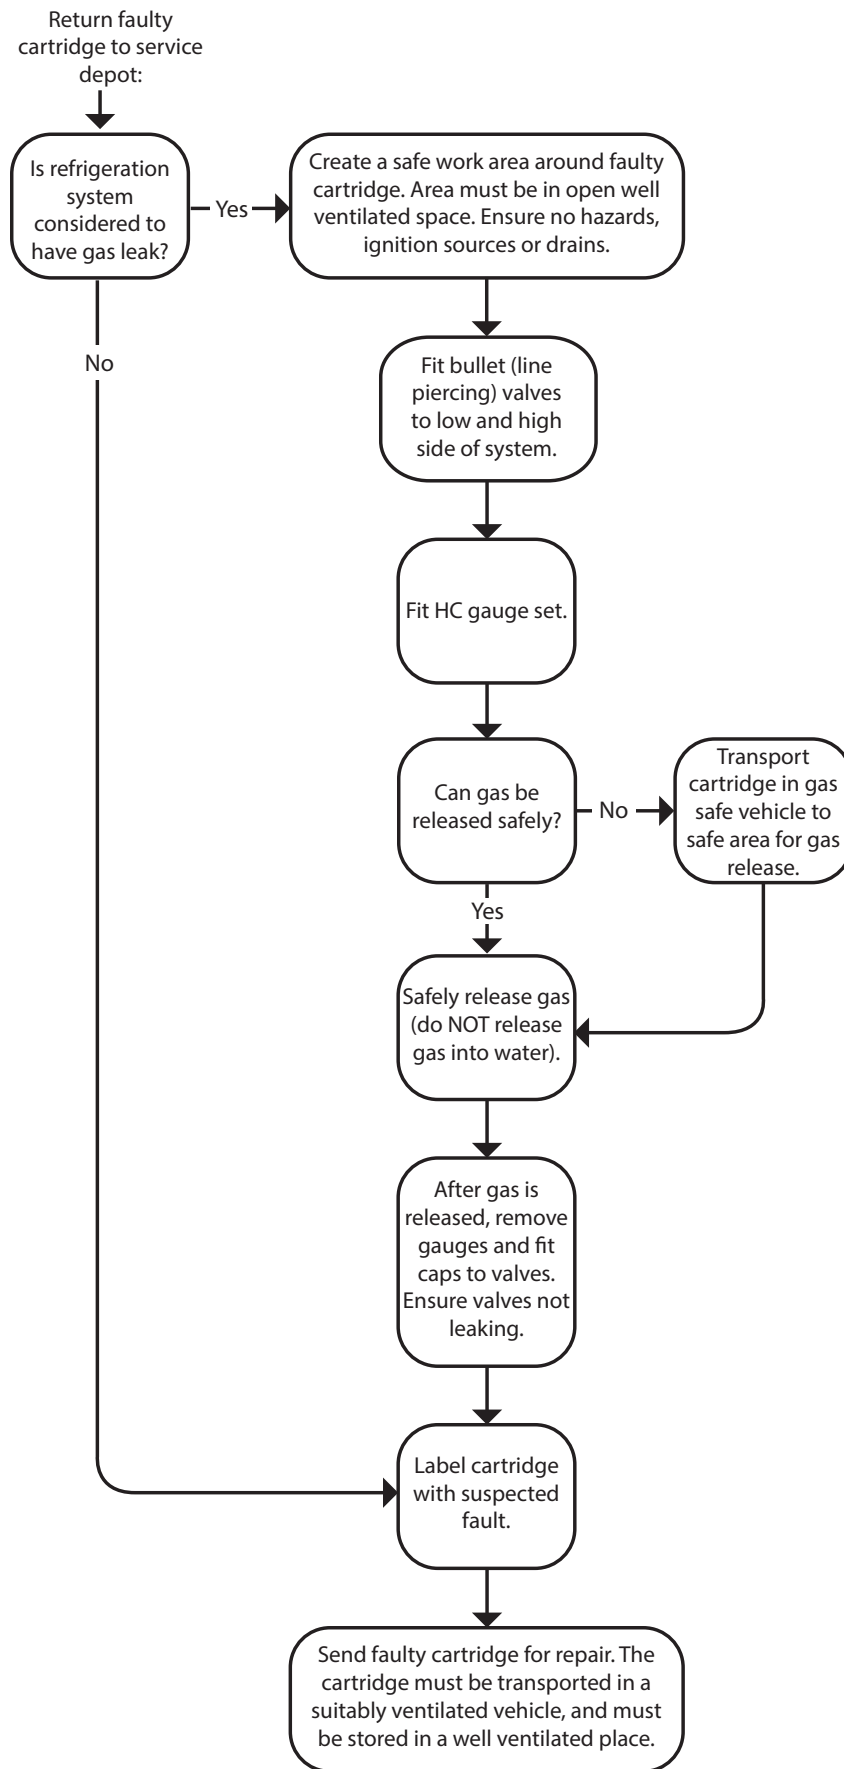 Return faulty
cartridge to service
depot:
Is refrigeration
system
considered to
have gas leak?
Yes
Create a safe work area around faulty
cartridge. Area must be in open well
ventilated space. Ensure no hazards,
ignition sources or drains.
No
Fit bullet (line
piercing) valves
to low and high
side of system.
Fit HC gauge set.
Can gas be
released safely?
No
Transport
cartridge in gas
safe vehicle to
safe area for gas
release.
Yes
Safely release gas
(do NOT release
gas into water).
After gas is
released, remove
gauges and fit
caps to valves.
Ensure valves not
leaking.
Label cartridge
with suspected
fault.
Send faulty cartridge for repair. The
cartridge must be transported in a
suitably ventilated vehicle, and must
be stored in a well ventilated place.